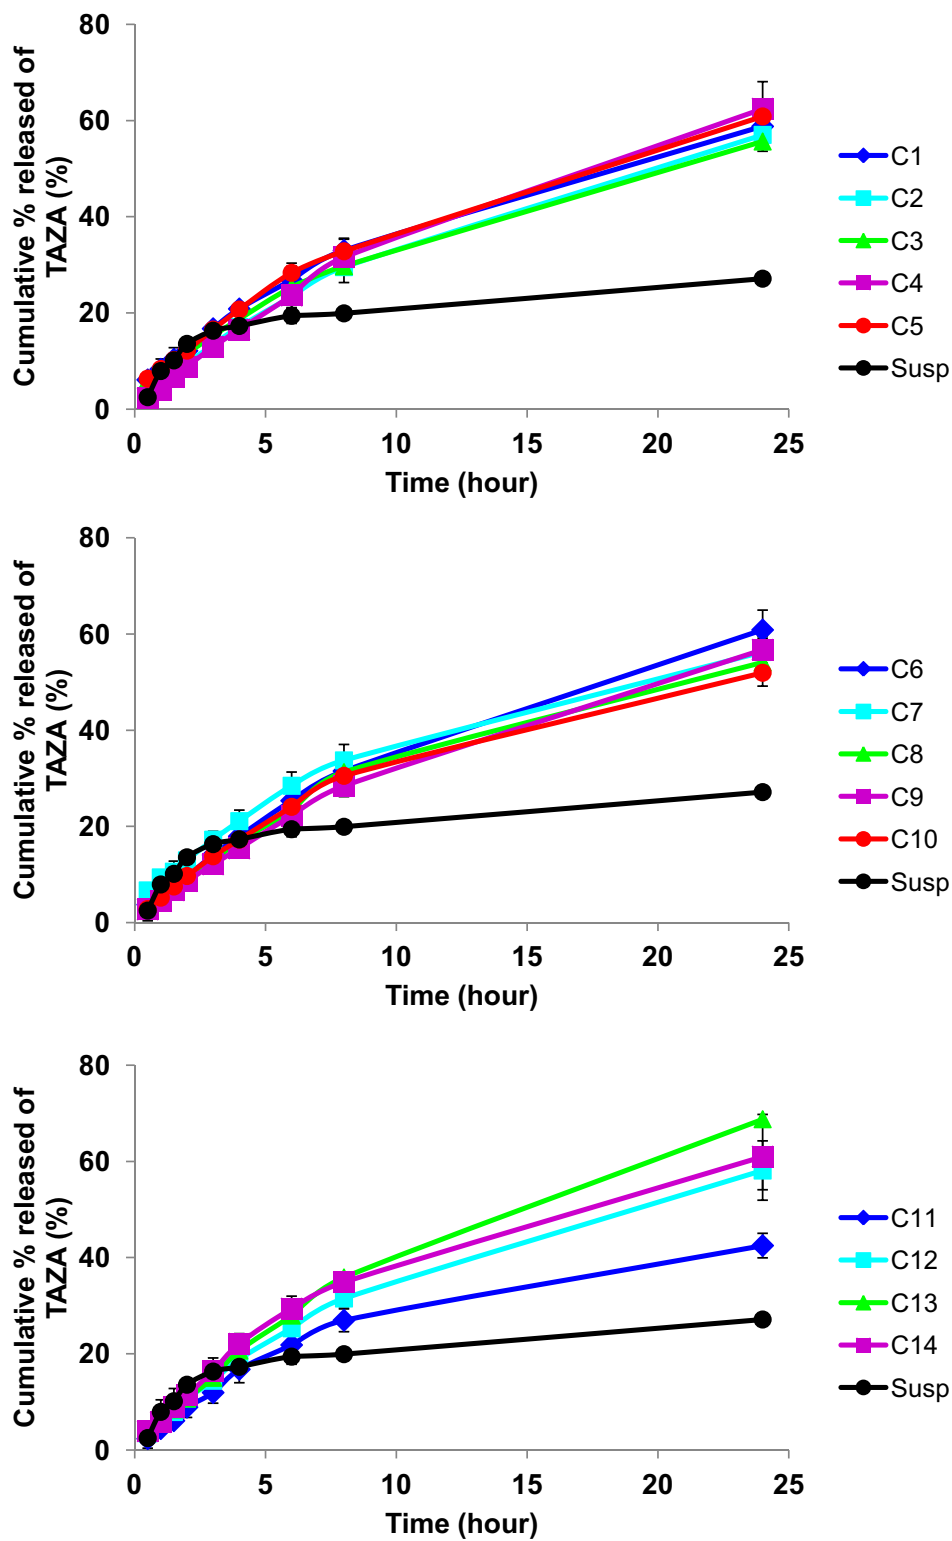 Cumulative % released of
TAZA (%)
80
60
40
20
0
0 5 10 15 20 25
Time (hour)
C1
C2
C3
C4
C5
Susp
Cumulative % released of
TAZA (%)
80
60
40
20
0
0 5 10 15 20 25
Time (hour)
C6
C7
C8
C9
C10
Susp
Cumulative % released of
TAZA (%)
80
60
40
20
0
0 5 10 15 20 25
Time (hour)
C11
C12
C13
C14
Susp